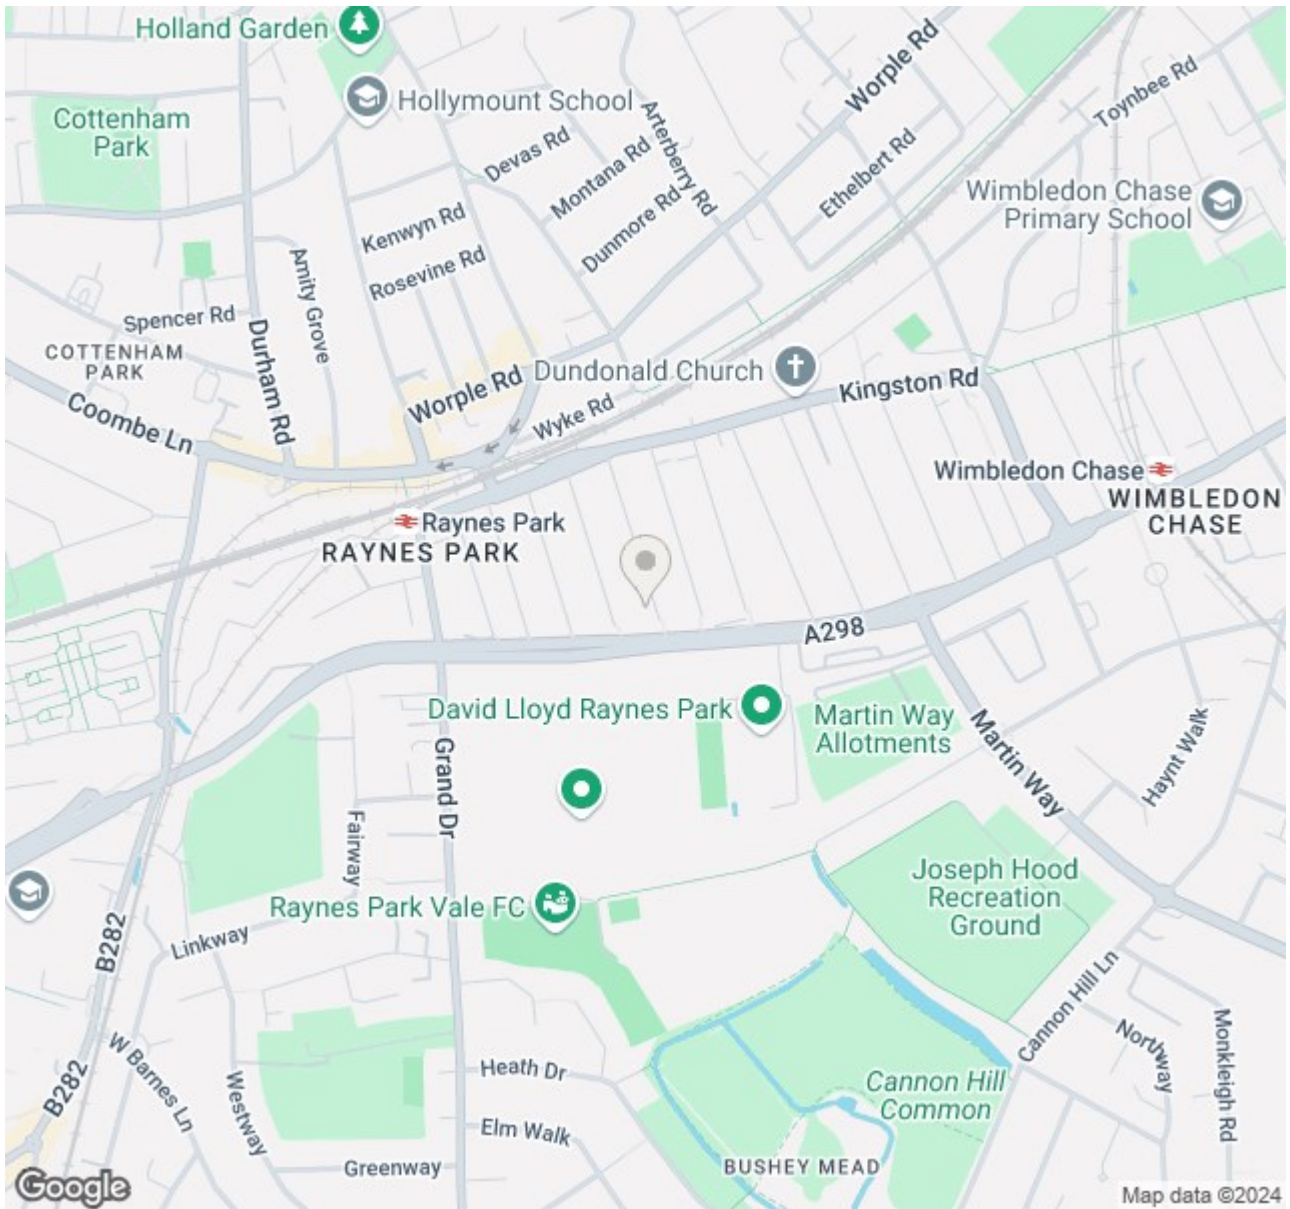 Holland Garden
Worple Rd
Toynbee Rd
Hollymount School
Arterberry Rd
Cottenham
Park
Devas Rd
Montana Rd
Ethelbert Rd
Wimbledon Chase
Primary School
Kenwyn Rd
Dunmore Rd
Rosevine Rd
Amity Grove
Spencer Rd
Durham Rd
COTTENHAM
PARK
Dundonald Church
Kingston Rd
Worple Rd
Coombe Ln
Wyke Rd
Wimbledon Chase
WIMBLEDON
CHASE
Raynes Park
RAYNES PARK
A298
David Lloyd Raynes Park
Martin Way
Allotments
Martin Way
Haynt Walk
Grand Dr
Fairway
Joseph Hood
Recreation
Ground
Raynes Park Vale FC
Linkway
B282
Cannon Hill Ln
Northway
Monkleigh Rd
W Barnes Ln
B282
Westway
Heath Dr
Cannon Hill
Common
Elm Walk
Greenway
BUSHEY MEAD
Google
Map data ©2024